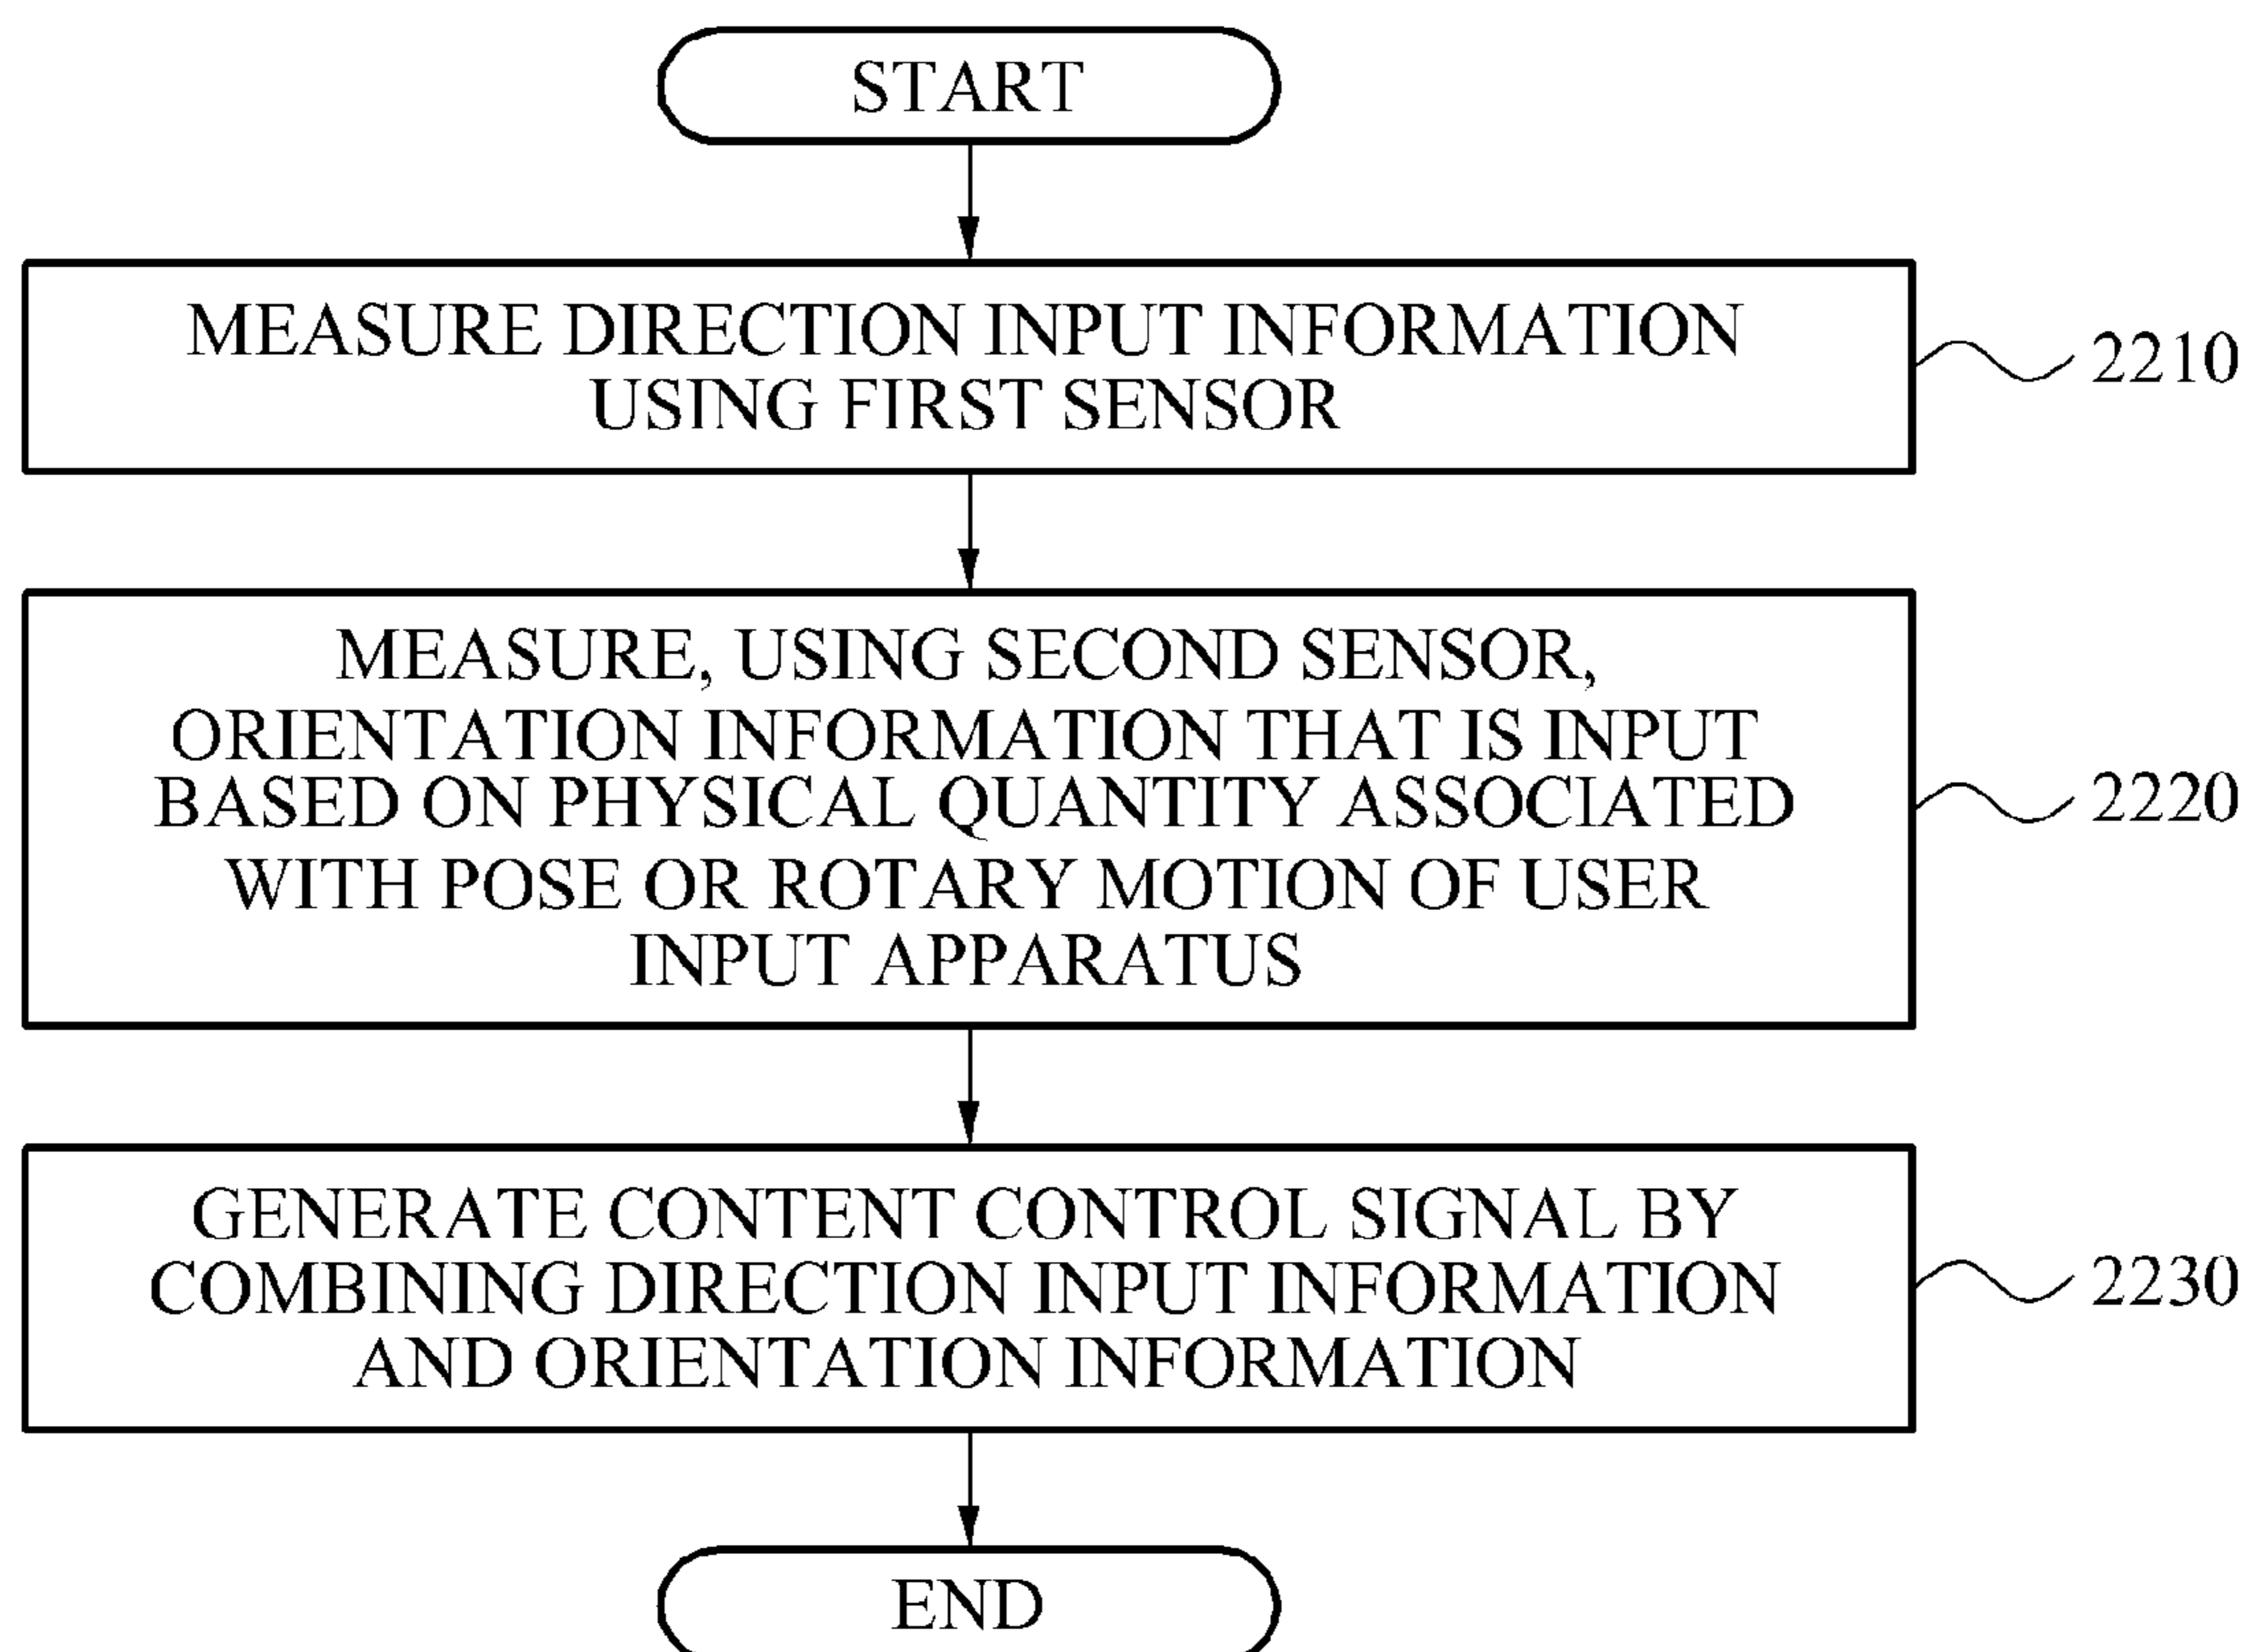 START
MEASURE DIRECTION INPUT INFORMATION
USING FIRST SENSOR
2210
MEASURE, USING SECOND SENSOR,
ORIENTATION INFORMATION THAT IS INPUT
BASED ON PHYSICAL QUANTITY ASSOCIATED
WITH POSE OR ROTARY MOTION OF USER
INPUT APPARATUS
2220
GENERATE CONTENT CONTROL SIGNAL BY
COMBINING DIRECTION INPUT INFORMATION
AND ORIENTATION INFORMATION
2230
END